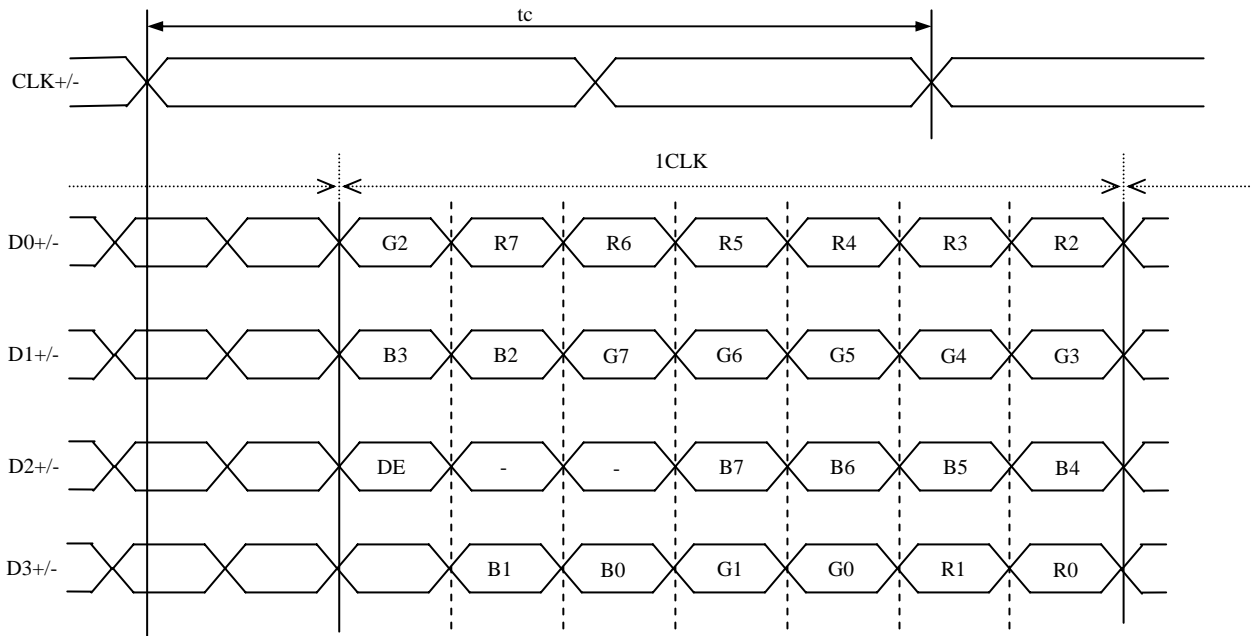 tc
CLK+/-
1CLK
D0+/- G2 R7 R6 R5 R4 R3 R2
D1+/- B3 B2 G7 G6 G5 G4 G3
D2+/- DE - - B7 B6 B5 B4
D3+/- B1 B0 G1 G0 R1 R0